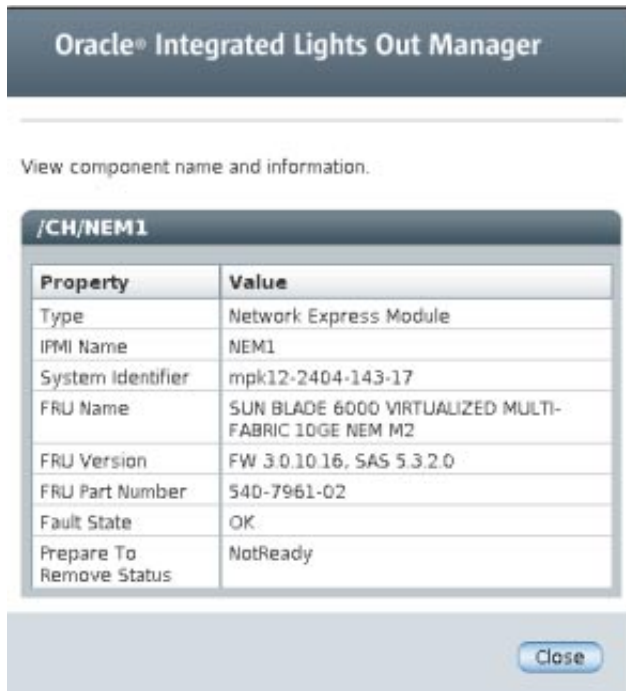 Oracle® Integrated Lights Out Manager
View component name and information.
/CH/NEM1
Property Value
Type Network Express Module
IPMI Name NEM1
System Identifier mpk12-2404-143-17
FRU Name SUN BLADE 6000 VIRTUALIZED MULTI-
FABRIC 10GE NEM M2
FRU Version FW 3.0.10.16, SAS 5.3.2.0
FRU Part Number 540-7961-02
Fault State OK
Prepare To NotReady
Remove Status
Close